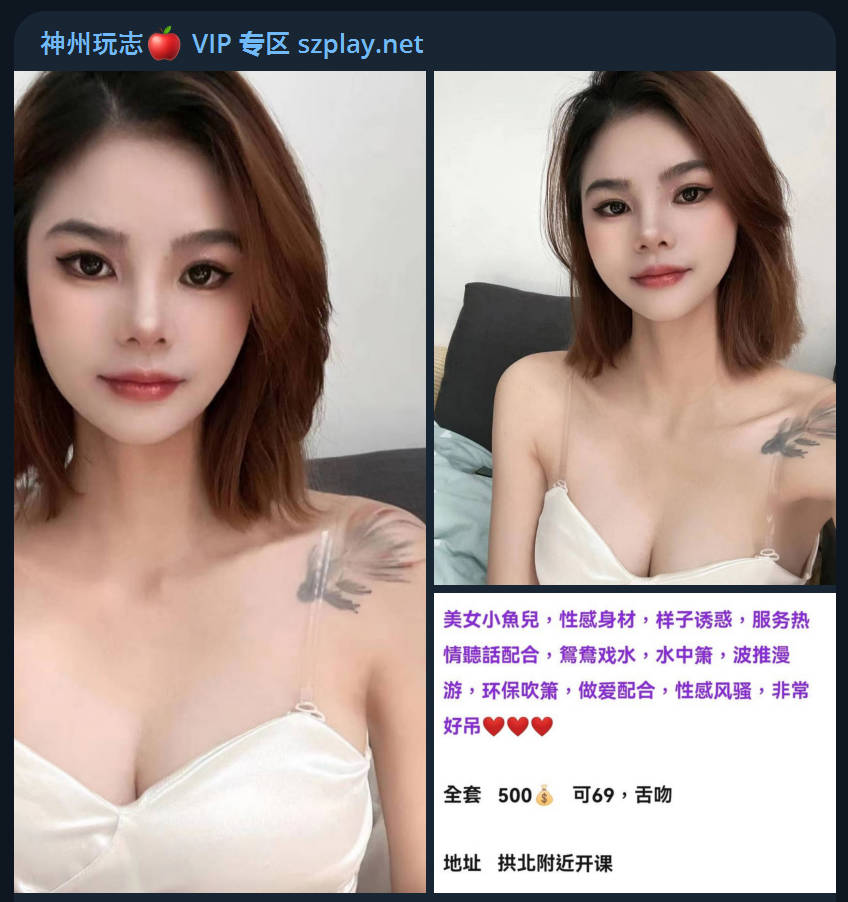 神州玩志🍎 VIP 专区 szplay.net
美女小魚兒，性感身材，样子诱惑，服务热
情聽話配合，鴛鴦戏水，水中箫，波推漫
游，环保吹箫，做爱配合，性感风骚，非常
好吊❤️❤️❤️
全套 500💰 可69，舌吻
地址 拱北附近开课